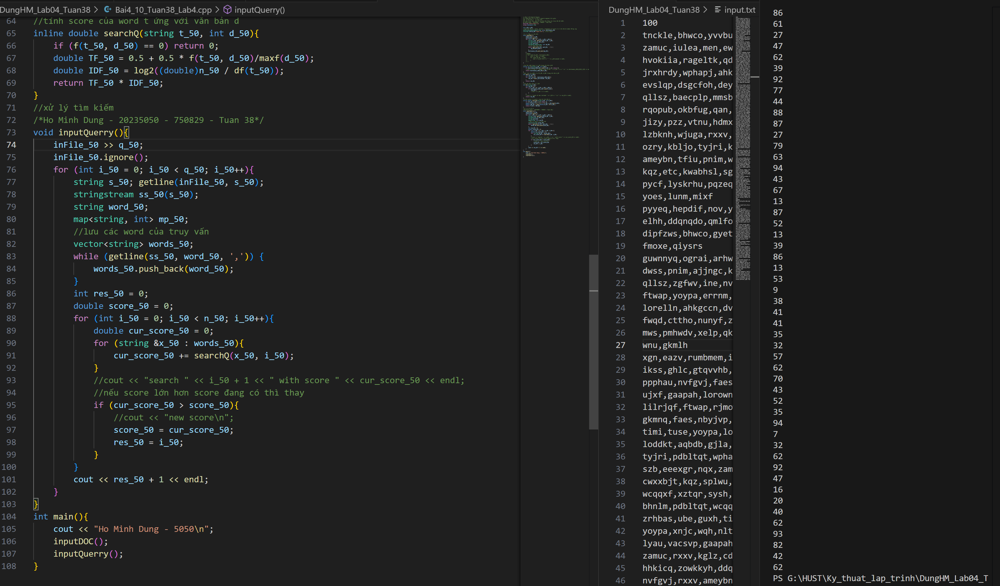 DungHM_Lab04_Tuan38 > Bai4_10_Tuan38_Lab4.cpp > inputQuerry()
64 //tính score của word t ứng với văn bản d
65 inline double searchQ(string t_50, int d_50){
66 if (f(t_50, d_50) == 0) return 0;
67 double TF_50 = 0.5 + 0.5 * f(t_50, d_50)/maxf(d_50);
68 double IDF_50 = log2((double)n_50 / df(t_50));
69 return TF_50 * IDF_50;
70 }
71 //xử lý tìm kiếm
72 /*Ho Minh Dung - 20235050 - 750829 - Tuan 38*/
73 void inputQuerry(){
74 inFile_50 >> q_50;
75 inFile_50.ignore();
76 for (int i_50 = 0; i_50 < q_50; i_50++){
77 string s_50; getline(inFile_50, s_50);
78 stringstream ss_50(s_50);
79 string word_50;
80 map<string, int> mp_50;
81 //lưu các word của truy vấn
82 vector<string> words_50;
83 while (getline(ss_50, word_50, ',')) {
84 words_50.push_back(word_50);
85 }
86 int res_50 = 0;
87 double score_50 = 0;
88 for (int i_50 = 0; i_50 < n_50; i_50++){
89 double cur_score_50 = 0;
90 for (string &x_50 : words_50){
91 cur_score_50 += searchQ(x_50, i_50);
92 }
93 //cout << "search " << i_50 + 1 << " with score " << cur_score_50 << endl;
94 //nếu score lớn hơn score đang có thì thay
95 if (cur_score_50 > score_50){
96 //cout << "new score\n";
97 score_50 = cur_score_50;
98 res_50 = i_50;
99 }
100 }
101 cout << res_50 + 1 << endl;
102 }
103 }
104 int main(){
105 cout << "Ho Minh Dung - 5050\n";
106 inputDOC();
107 inputQuerry();
108 }
DungHM_Lab04_Tuan38 > input.txt
1 100
2 tnckle,bhwco,yvvbu
3 zamuc,iulea,men,ew
4 hvokiia,rageltk,qd
5 jrxhrdy,wphapj,ahk
6 evslqp,dsgcfoh,dey
7 qllsz,baecplp,mmsb
8 rqopub,okbfug,qan,
9 jizy,pzz,vtnu,hdmx
10 lzbknh,wjuga,rxxv,
11 ozry,kbljo,tyjri,k
12 ameybn,tfiu,pnim,w
13 kqz,etc,kwabhsl,sg
14 pycf,lyskrhu,pqzeq
15 yoes,lunm,mixf
16 pyyeq,hepdif,nov,y
17 elhh,ddqnqdo,qmlfo
18 dipfzws,bhwco,gyet
19 fmoxe,qiysrs
20 guwnnyq,ograi,arhw
21 dwss,pnim,ajjngc,k
22 qllsz,zgfwv,ine,nv
23 ftwap,yoypa,errnm,
24 lorelln,ahkgccn,dv
25 fwqd,cttho,nunyf,z
26 mws,pmhwdv,xelp,qk
27 wnu,gkmlh
28 xgn,eazv,rumbmem,i
29 ikss,ghlc,gtqvvhb,
30 ppphau,nvfgvj,faes
31 ujxf,gaapah,lorown
32 lilrjqf,ftwap,rjmo
33 gkmnq,faes,nbyjvp,
34 timi,tuse,yoypa,lo
35 loddkt,aqbdb,gjla,
36 tyjri,pdbltqt,wpha
37 szb,eeexgr,nqx,zam
38 cwxxbjt,kqz,splwu,
39 wcqqxf,xztqr,sysh,
40 bhnlm,pdbltqt,wcqq
41 zrhbas,ube,guxh,ti
42 yoypa,xnjc,wqh,nlt
43 lyau,vacsvp,gaapah
44 zamuc,rxxv,kglz,cd
45 hhkicq,zowkkyh,ddq
46 nvfgvj,rxxv,ameybn
86
61
27
47
62
39
92
77
44
88
87
27
79
63
94
43
67
13
87
52
13
39
86
13
53
9
38
41
41
35
32
57
62
70
43
52
35
94
7
32
62
92
47
16
20
40
62
93
82
42
62
PS G:\HUST\Ky_thuat_lap_trinh\DungHM_Lab04_T